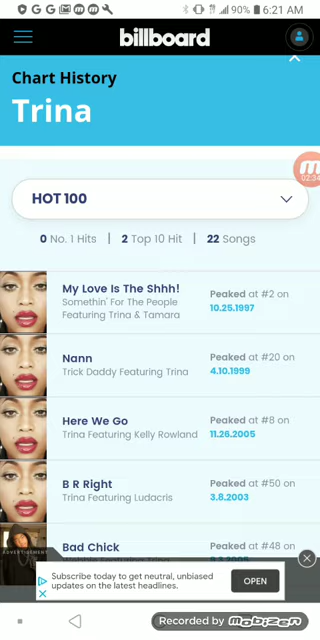 90% 6:21 AM
billboard
Chart History
Trina
02:34
HOT 100
0 No. 1 Hits | 2 Top 10 Hit | 22 Songs
My Love Is The Shhh!
Somethin' For The People
Featuring Trina & Tamara
Peaked at #2 on
10.25.1997
Nann
Trick Daddy Featuring Trina
Peaked at #20 on
4.10.1999
Here We Go
Trina Featuring Kelly Rowland
Peaked at #8 on
11.26.2005
B R Right
Trina Featuring Ludacris
Peaked at #50 on
3.8.2003
Bad Chick
Peaked at #48 on
ADVERTISEMENT
Subscribe today to get neutral, unbiased
updates on the latest headlines.
OPEN
Recorded by MOBIZEN